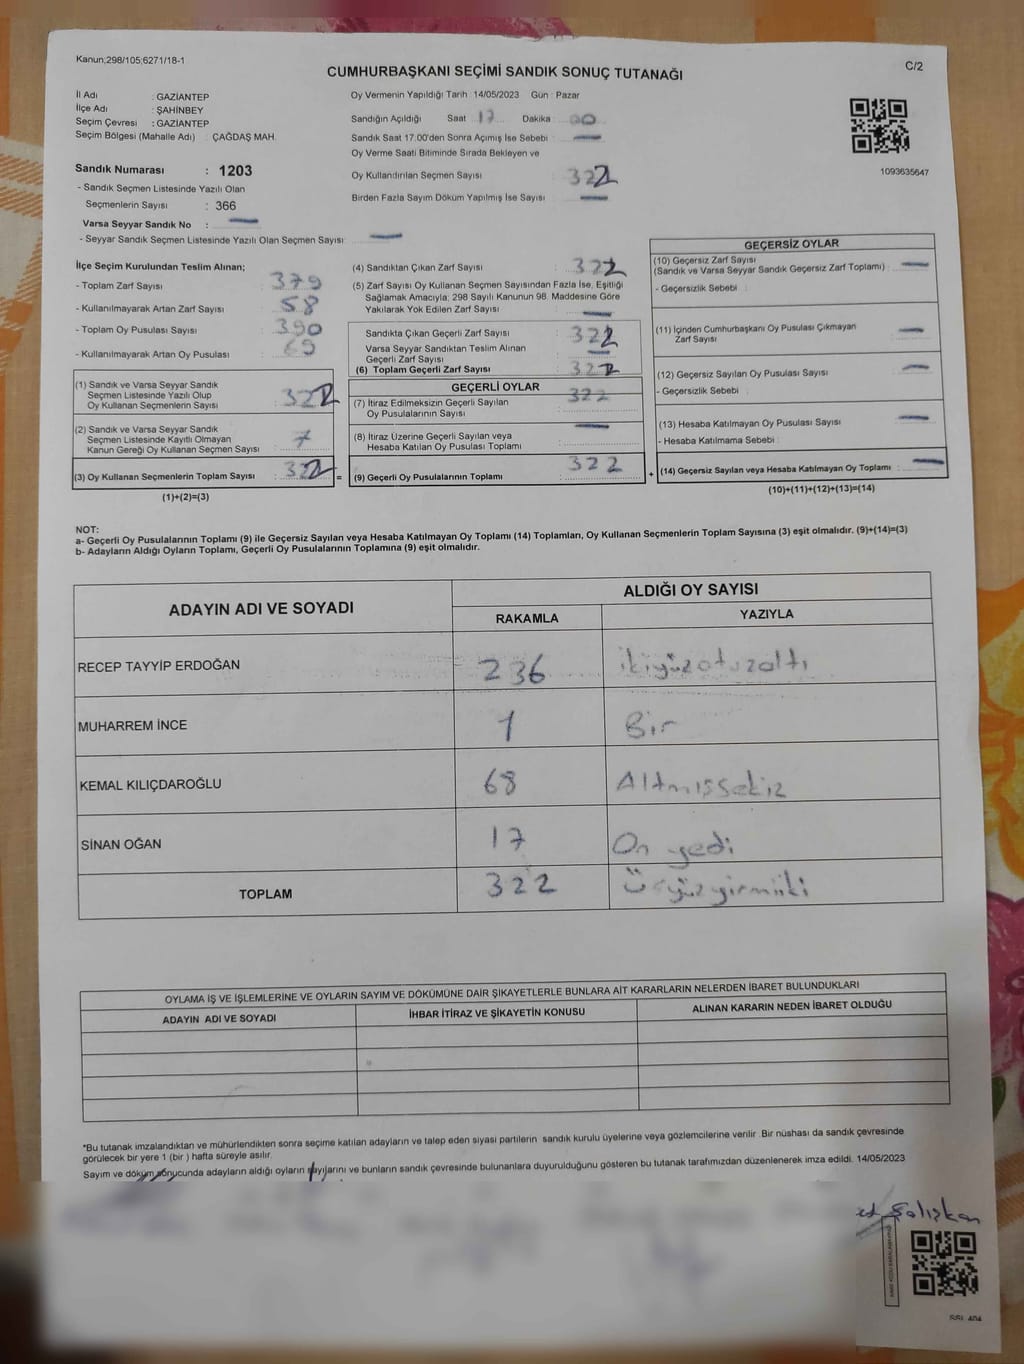 Kanun;298/105;6271/18-1
C/2
CUMHURBAŞKANI SEÇİMİ SANDIK SONUÇ TUTANAĞI
İl Adı : GAZİANTEP
İlçe Adı : ŞAHİNBEY
Seçim Çevresi : GAZİANTEP
Seçim Bölgesi (Mahalle Adı) : ÇAĞDAŞ MAH.
Sandık Numarası : 1203
- Sandık Seçmen Listesinde Yazılı Olan
Seçmenlerin Sayısı : 366
Varsa Seyyar Sandık No :
- Seyyar Sandık Seçmen Listesinde Yazılı Olan Seçmen Sayısı:
Oy Vermenin Yapıldığı Tarih :14/05/2023 Gün : Pazar
Sandığın Açıldığı Saat : 17 Dakika : 00
Sandık Saat 17:00'den Sonra Açımış İse Sebebi :
Oy Verme Saati Bitiminde Sırada Bekleyen ve
Oy Kullandırılan Seçmen Sayısı : 322
Birden Fazla Sayım Döküm Yapılmış İse Sayısı :
1093635647
İlçe Seçim Kurulundan Teslim Alınan;
- Toplam Zarf Sayısı : 379
- Kullanılmayarak Artan Zarf Sayısı : 58
- Toplam Oy Pusulası Sayısı : 390
- Kullanılmayarak Artan Oy Pusulası : 69
(1) Sandık ve Varsa Seyyar Sandık
Seçmen Listesinde Yazılı Olup
Oy Kullanan Seçmenlerin Sayısı : 322
(2) Sandık ve Varsa Seyyar Sandık
Seçmen Listesinde Kayıtlı Olmayan
Kanun Gereği Oy Kullanan Seçmen Sayısı : 7
(3) Oy Kullanan Seçmenlerin Toplam Sayısı : 322 =
(1)+(2)=(3)
(4) Sandıktan Çıkan Zarf Sayısı : 322
(5) Zarf Sayısı Oy Kullanan Seçmen Sayısından Fazla İse, Eşitliği
Sağlamak Amacıyla; 298 Sayılı Kanunun 98. Maddesine Göre
Yakılarak Yok Edilen Zarf Sayısı :
Sandıkta Çıkan Geçerli Zarf Sayısı : 322
Varsa Seyyar Sandıktan Teslim Alınan
Geçerli Zarf Sayısı
(6) Toplam Geçerli Zarf Sayısı : 322
GEÇERLİ OYLAR
(7) İtiraz Edilmeksizin Geçerli Sayılan : 322
Oy Pusulalarının Sayısı
(8) İtiraz Üzerine Geçerli Sayılan veya
Hesaba Katılan Oy Pusulası Toplamı
(9) Geçerli Oy Pusulalarının Toplamı : 322 +
GEÇERSİZ OYLAR
(10) Geçersiz Zarf Sayısı
(Sandık ve Varsa Seyyar Sandık Geçersiz Zarf Toplamı) :
- Geçersizlik Sebebi :
(11) İçinden Cumhurbaşkanı Oy Pusulası Çıkmayan
Zarf Sayısı :
(12) Geçersiz Sayılan Oy Pusulası Sayısı :
- Geçersizlik Sebebi :
(13) Hesaba Katılmayan Oy Pusulası Sayısı :
- Hesaba Katılmama Sebebi :
(14) Geçersiz Sayılan veya Hesaba Katılmayan Oy Toplamı :
(10)+(11)+(12)+(13)=(14)
NOT:
a- Geçerli Oy Pusulalarının Toplamı (9) ile Geçersiz Sayılan veya Hesaba Katılmayan Oy Toplamı (14) Toplamları, Oy Kullanan Seçmenlerin Toplam Sayısına (3) eşit olmalıdır. (9)+(14)=(3)
b- Adayların Aldığı Oyların Toplamı, Geçerli Oy Pusulalarının Toplamına (9) eşit olmalıdır.
ADAYIN ADI VE SOYADI
ALDIĞI OY SAYISI
RAKAMLA YAZIYLA
RECEP TAYYİP ERDOĞAN 236 ikiyüzotuzaltı
MUHARREM İNCE 1 Bir
KEMAL KILIÇDAROĞLU 68 Altmışsekiz
SİNAN OĞAN 17 On yedi
TOPLAM 322 Üçyüzyirmiiki
OYLAMA İŞ VE İŞLEMLERİNE VE OYLARIN SAYIM VE DÖKÜMÜNE DAİR ŞİKAYETLERLE BUNLARA AİT KARARLARIN NELERDEN İBARET BULUNDUKLARI
ADAYIN ADI VE SOYADI İHBAR İTİRAZ VE ŞİKAYETİN KONUSU ALINAN KARARIN NEDEN İBARET OLDUĞU
*Bu tutanak imzalandıktan ve mühürlendikten sonra seçime katılan adayların ve talep eden siyasi partilerin sandık kurulu üyelerine veya gözlemcilerine verilir. Bir nüshası da sandık çevresinde
görülecek bir yere 1 (bir ) hafta süreyle asılır.
Sayım ve döküm sonucunda adayların aldığı oyların sayılarını ve bunların sandık çevresinde bulunanlara duyurulduğunu gösteren bu tutanak tarafımızdan düzenlenerek imza edildi. 14/05/2023